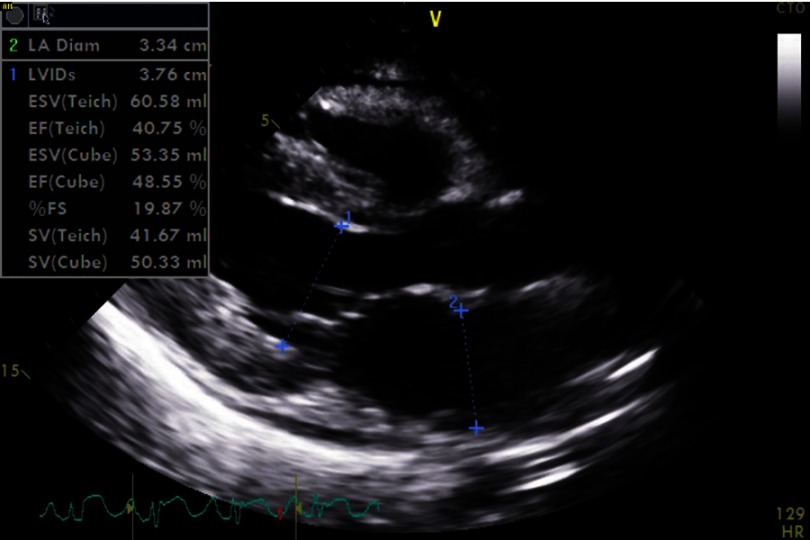 V
CTO
2 LA Diam 3.34 cm
1 LVIDs 3.76 cm
ESV(Teich) 60.58 ml
EF(Teich) 40.75 %
ESV(Cube) 53.35 ml
EF(Cube) 48.55 %
%FS 19.87 %
SV(Teich) 41.67 ml
SV(Cube) 50.33 ml
5
1
2
15
129
HR